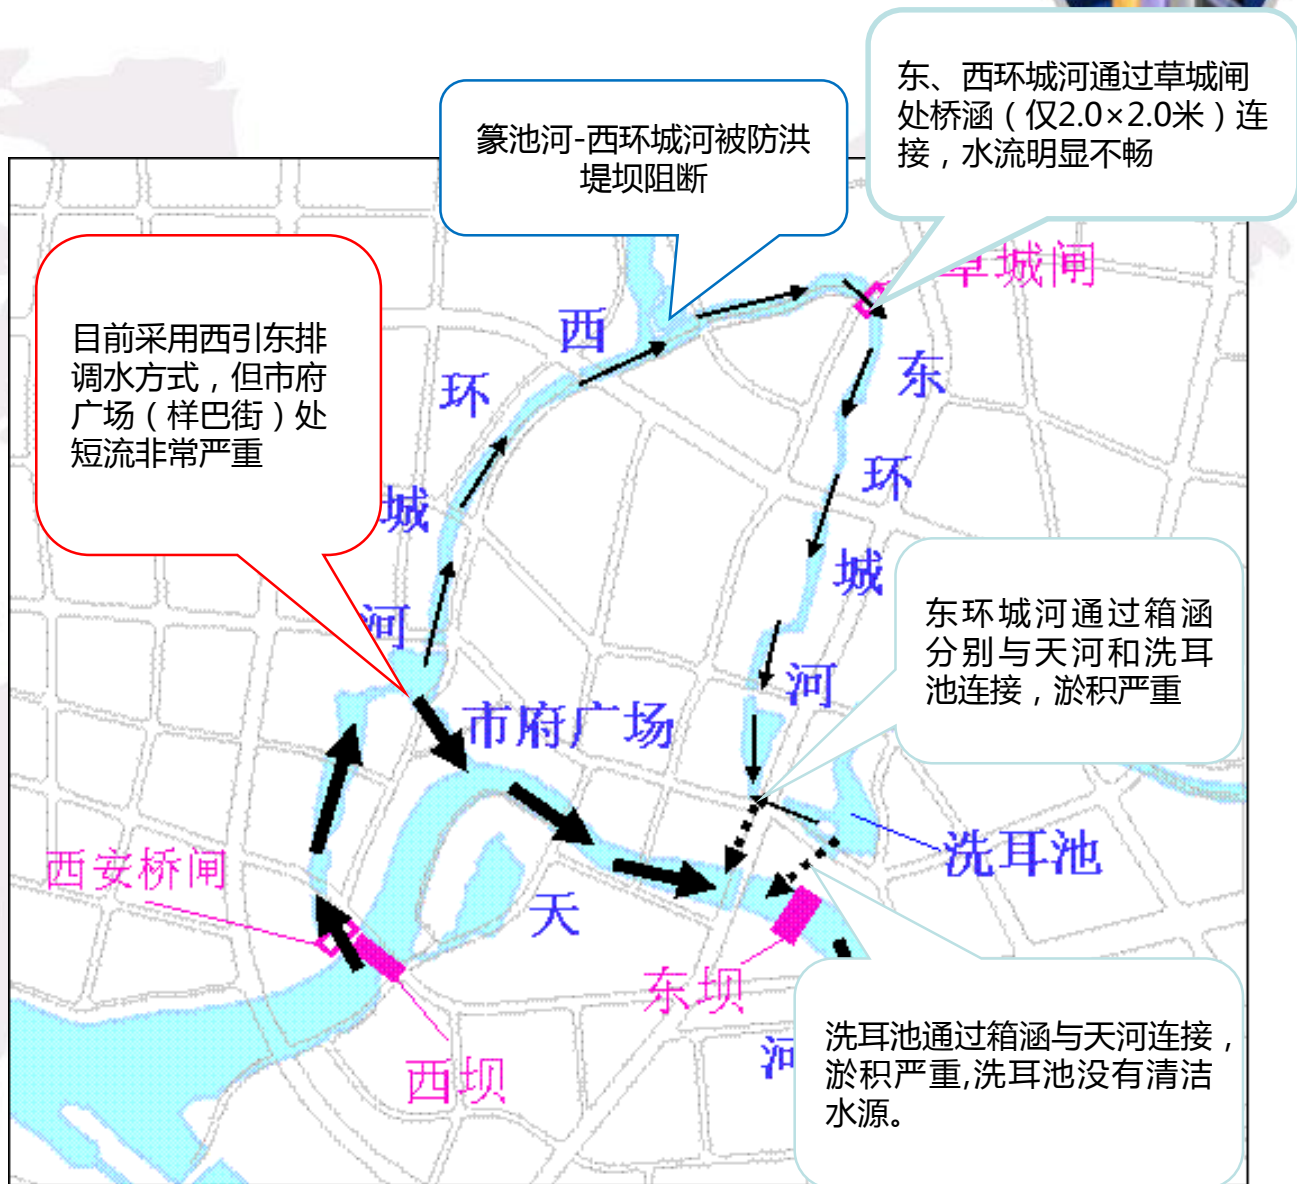 东、西环城河通过草城闸
处桥涵（仅2.0×2.0米）连
接，水流明显不畅
篆池河-西环城河被防洪
堤坝阻断
目前采用西引东排
调水方式，但市府
广场（样巴街）处
短流非常严重
草城闸
西
环
城
河
东
环
城
河
东环城河通过箱涵
分别与天河和洗耳
池连接，淤积严重
市府广场
洗耳池
西安桥闸
天
河
东坝
西坝
洗耳池通过箱涵与天河连接，
淤积严重,洗耳池没有清洁
水源。